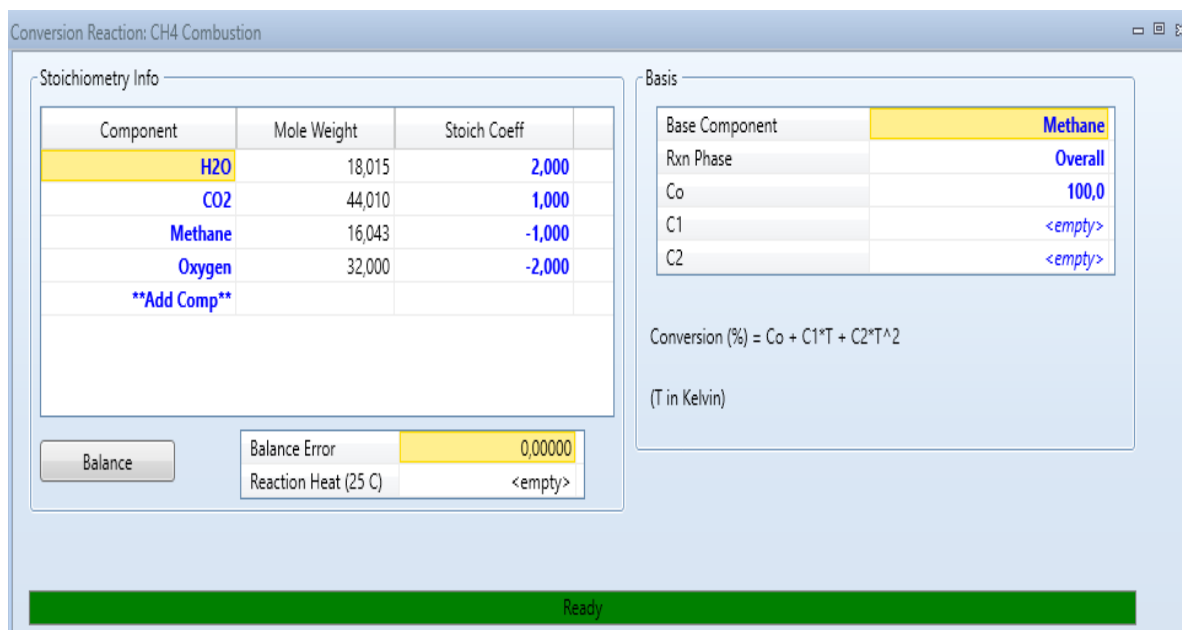 Conversion Reaction: CH4 Combustion
Stoichiometry Info
Component Mole Weight Stoich Coeff
H2O 18,015 2,000
CO2 44,010 1,000
Methane 16,043 -1,000
Oxygen 32,000 -2,000
**Add Comp**
Balance
Balance Error 0,00000
Reaction Heat (25 C) <empty>
Basis
Base Component Methane
Rxn Phase Overall
Co 100,0
C1 <empty>
C2 <empty>
Conversion (%) = Co + C1*T + C2*T^2
(T in Kelvin)
Ready